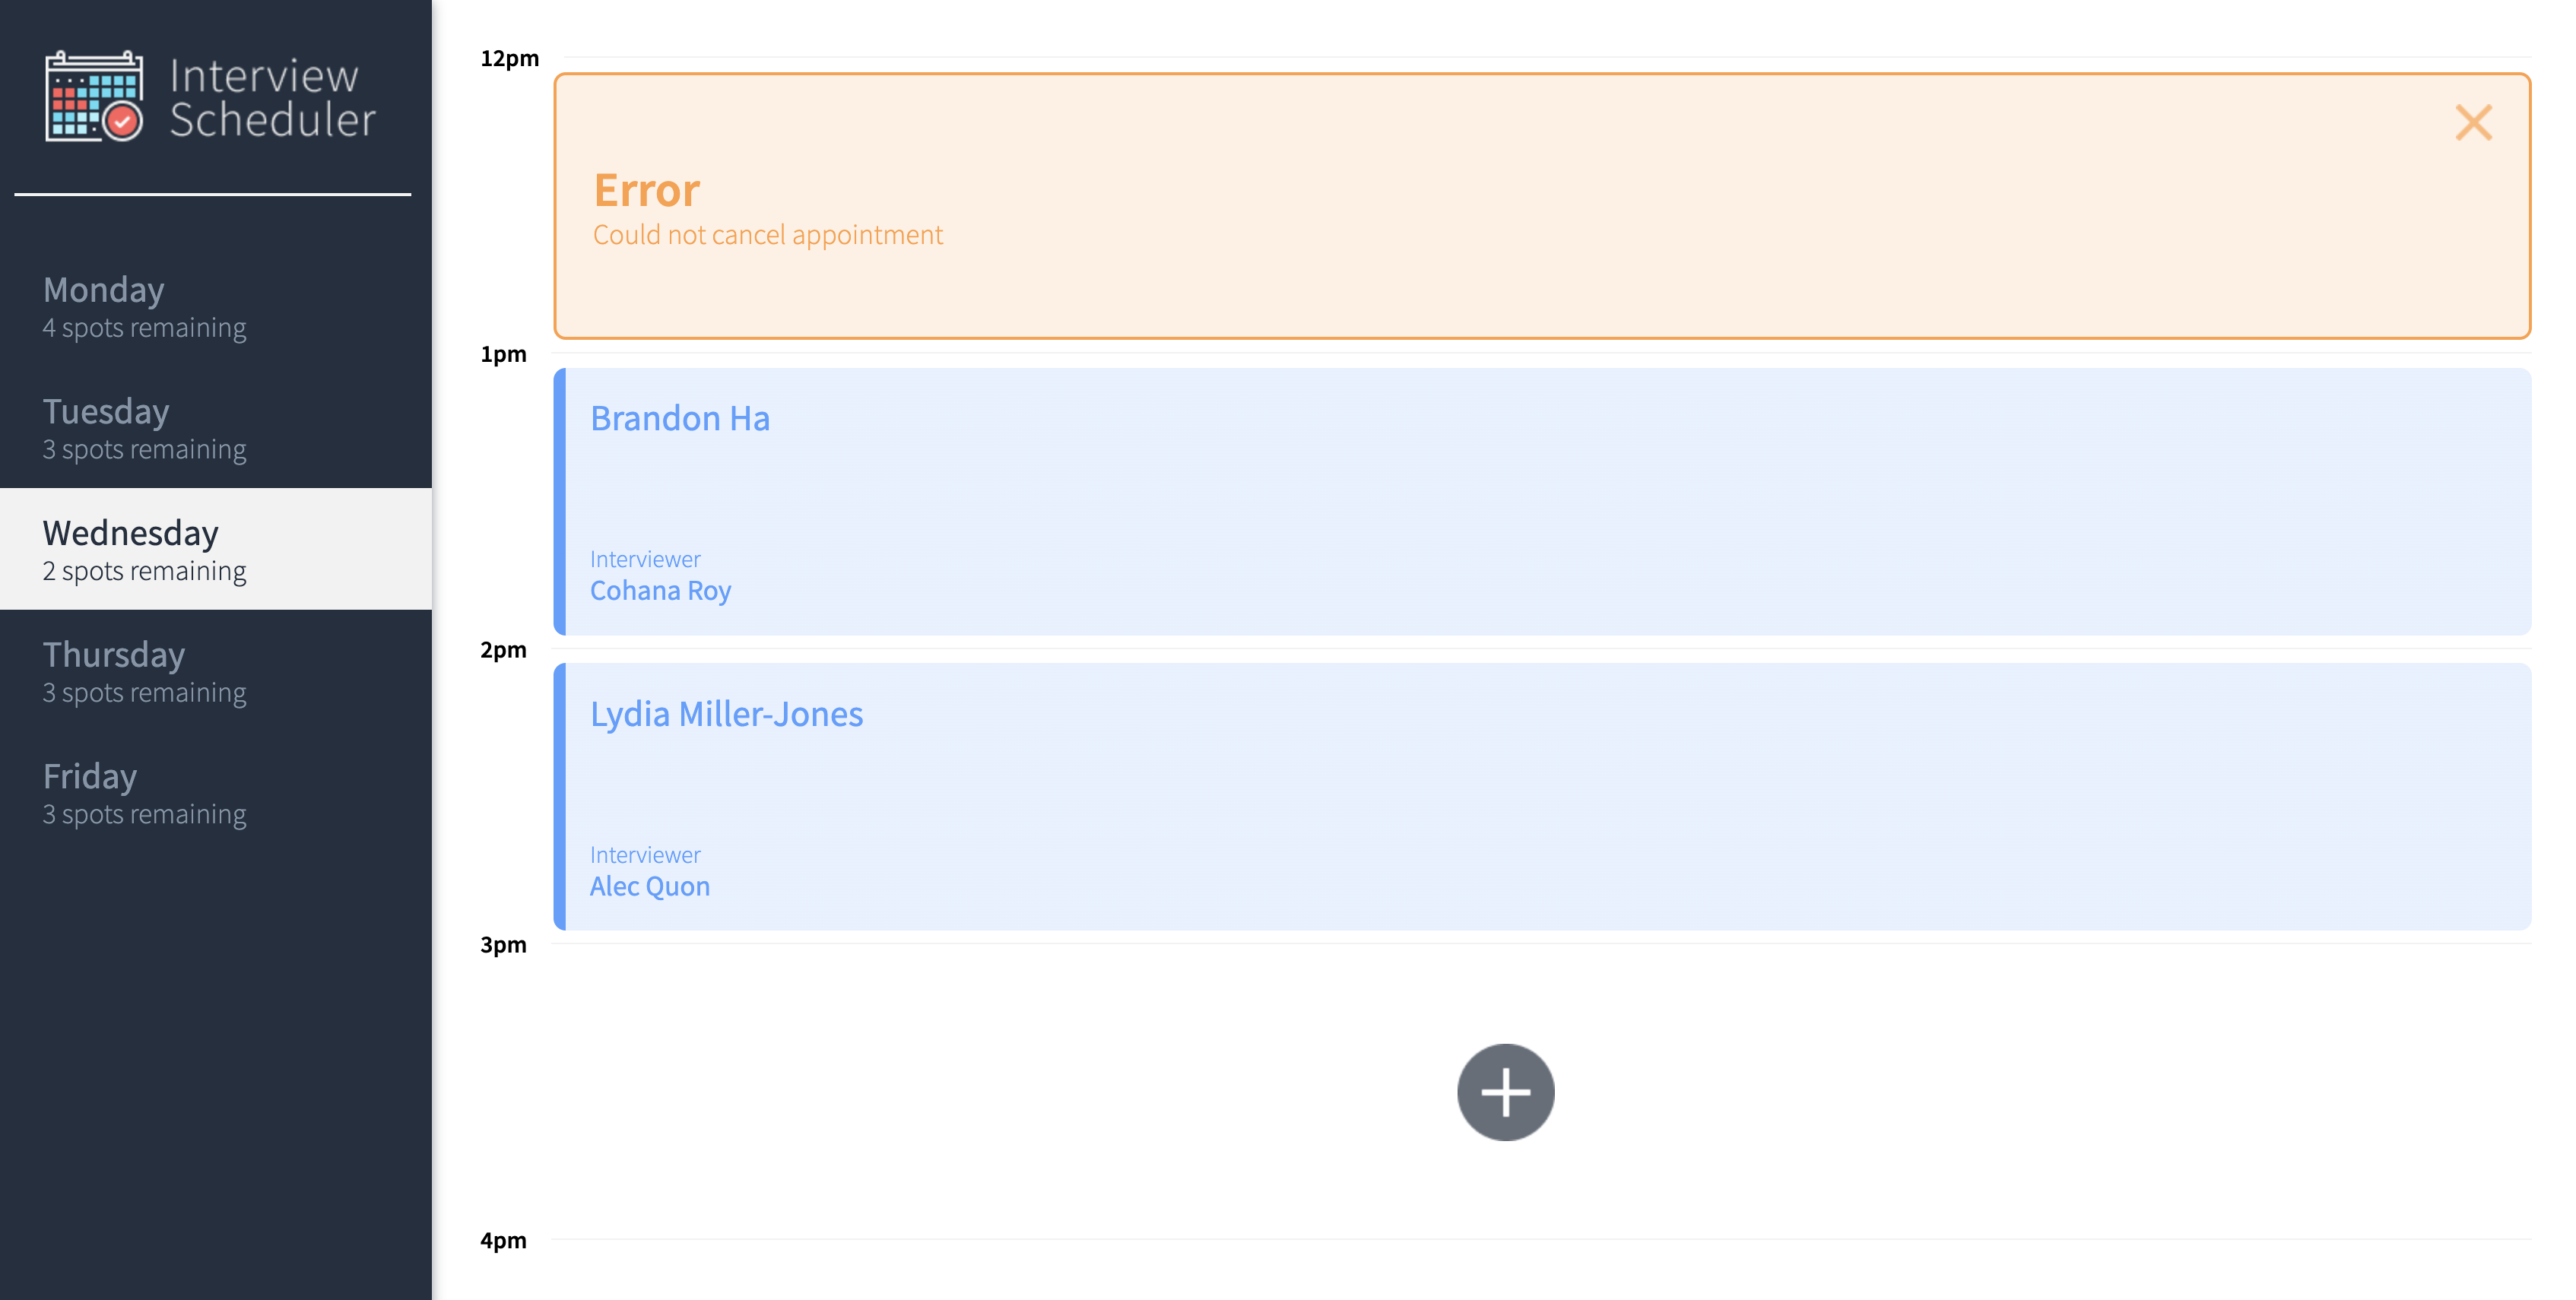 Interview
Scheduler
Monday
4 spots remaining
Tuesday
3 spots remaining
Wednesday
2 spots remaining
Thursday
3 spots remaining
Friday
3 spots remaining
12pm
Error
Could not cancel appointment
1pm
Brandon Ha
Interviewer
Cohana Roy
2pm
Lydia Miller-Jones
Interviewer
Alec Quon
3pm
4pm